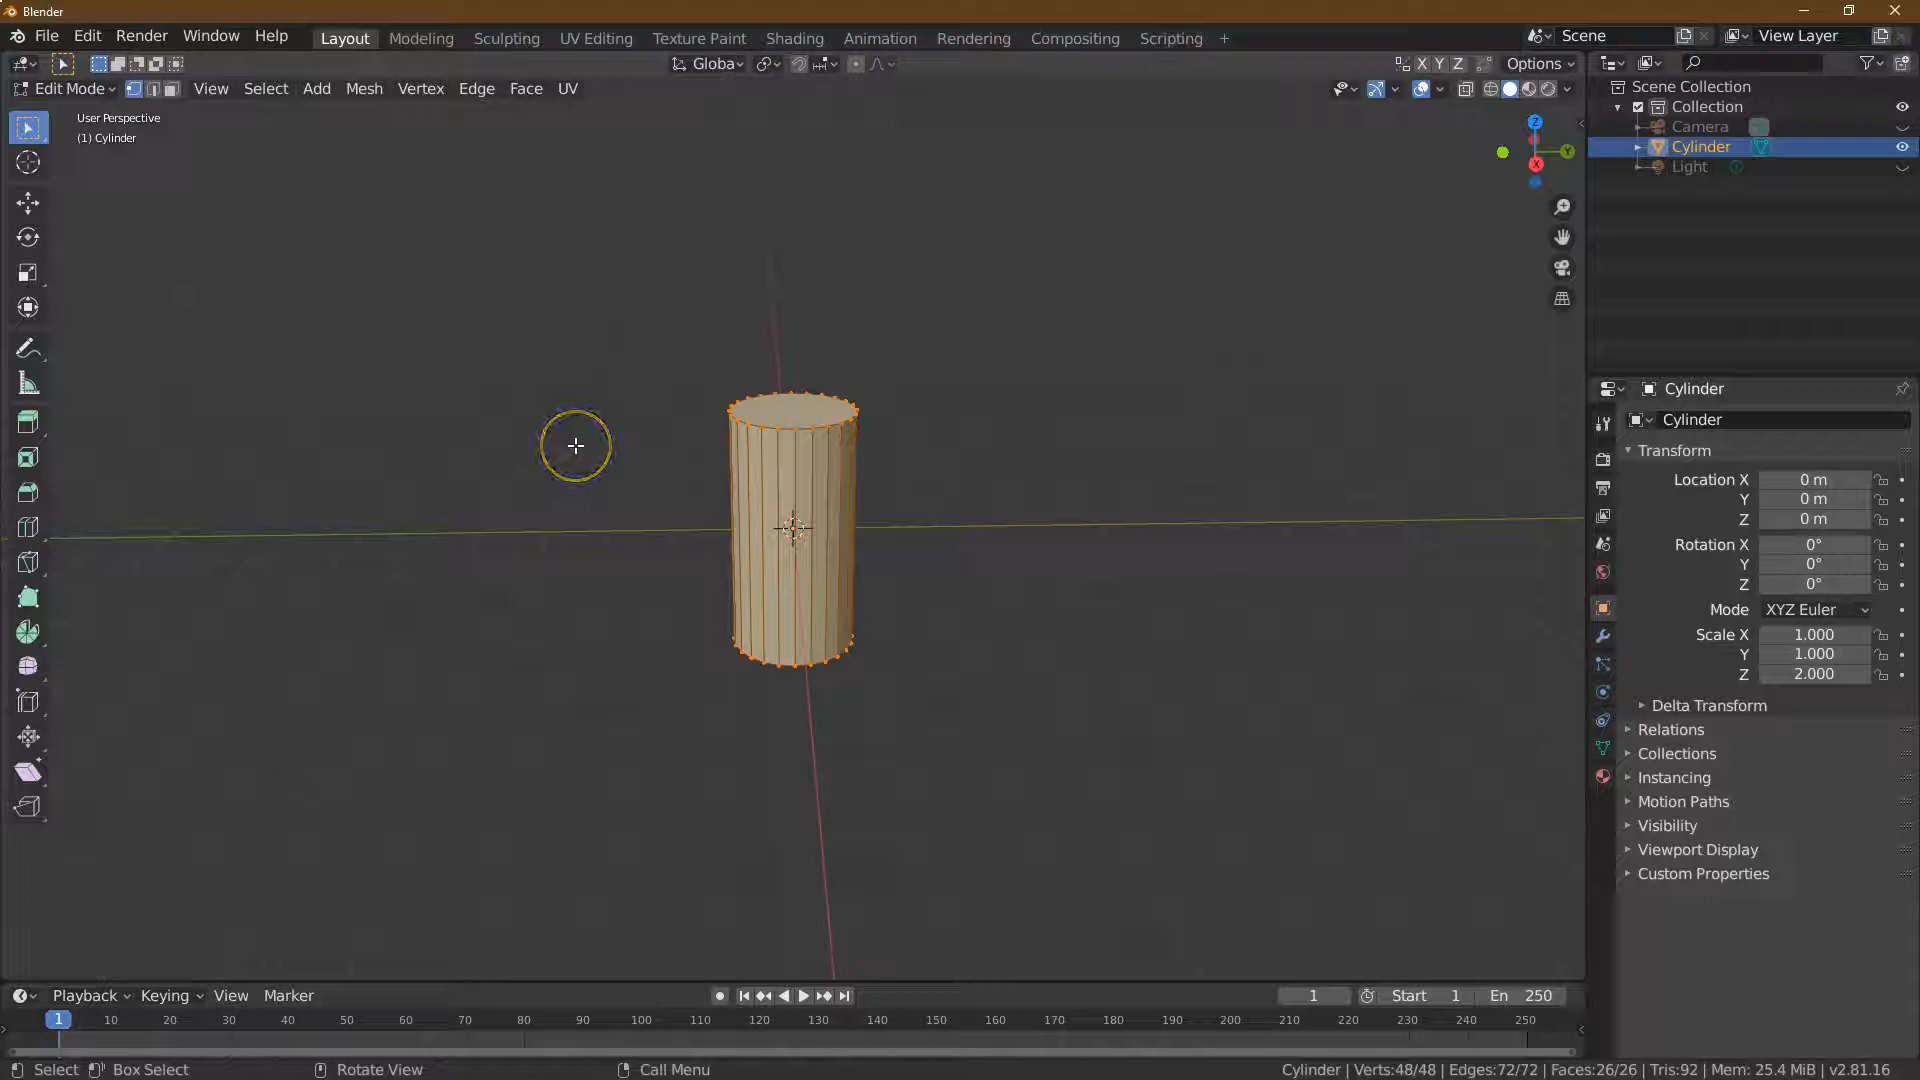 Blender
File Edit Render Window Help Layout Modeling Sculpting UV Editing Texture Paint Shading Animation Rendering Compositing Scripting + Scene View Layer
Globa X Y Z Options
Edit Mode View Select Add Mesh Vertex Edge Face UV
User Perspective
(1) Cylinder
Z
Y
X
Scene Collection
Collection
Camera
Cylinder
Light
Cylinder
Cylinder
Transform
Location X 0 m
Y 0 m
Z 0 m
Rotation X 0°
Y 0°
Z 0°
Mode XYZ Euler
Scale X 1.000
Y 1.000
Z 2.000
Delta Transform
Relations
Collections
Instancing
Motion Paths
Visibility
Viewport Display
Custom Properties
Playback Keying View Marker 1 Start 1 En 250
1 10 20 30 40 50 60 70 80 90 100 110 120 130 140 150 160 170 180 190 200 210 220 230 240 250
Select Box Select Rotate View Call Menu Cylinder | Verts:48/48 | Edges:72/72 | Faces:26/26 | Tris:92 | Mem: 25.4 MiB | v2.81.16